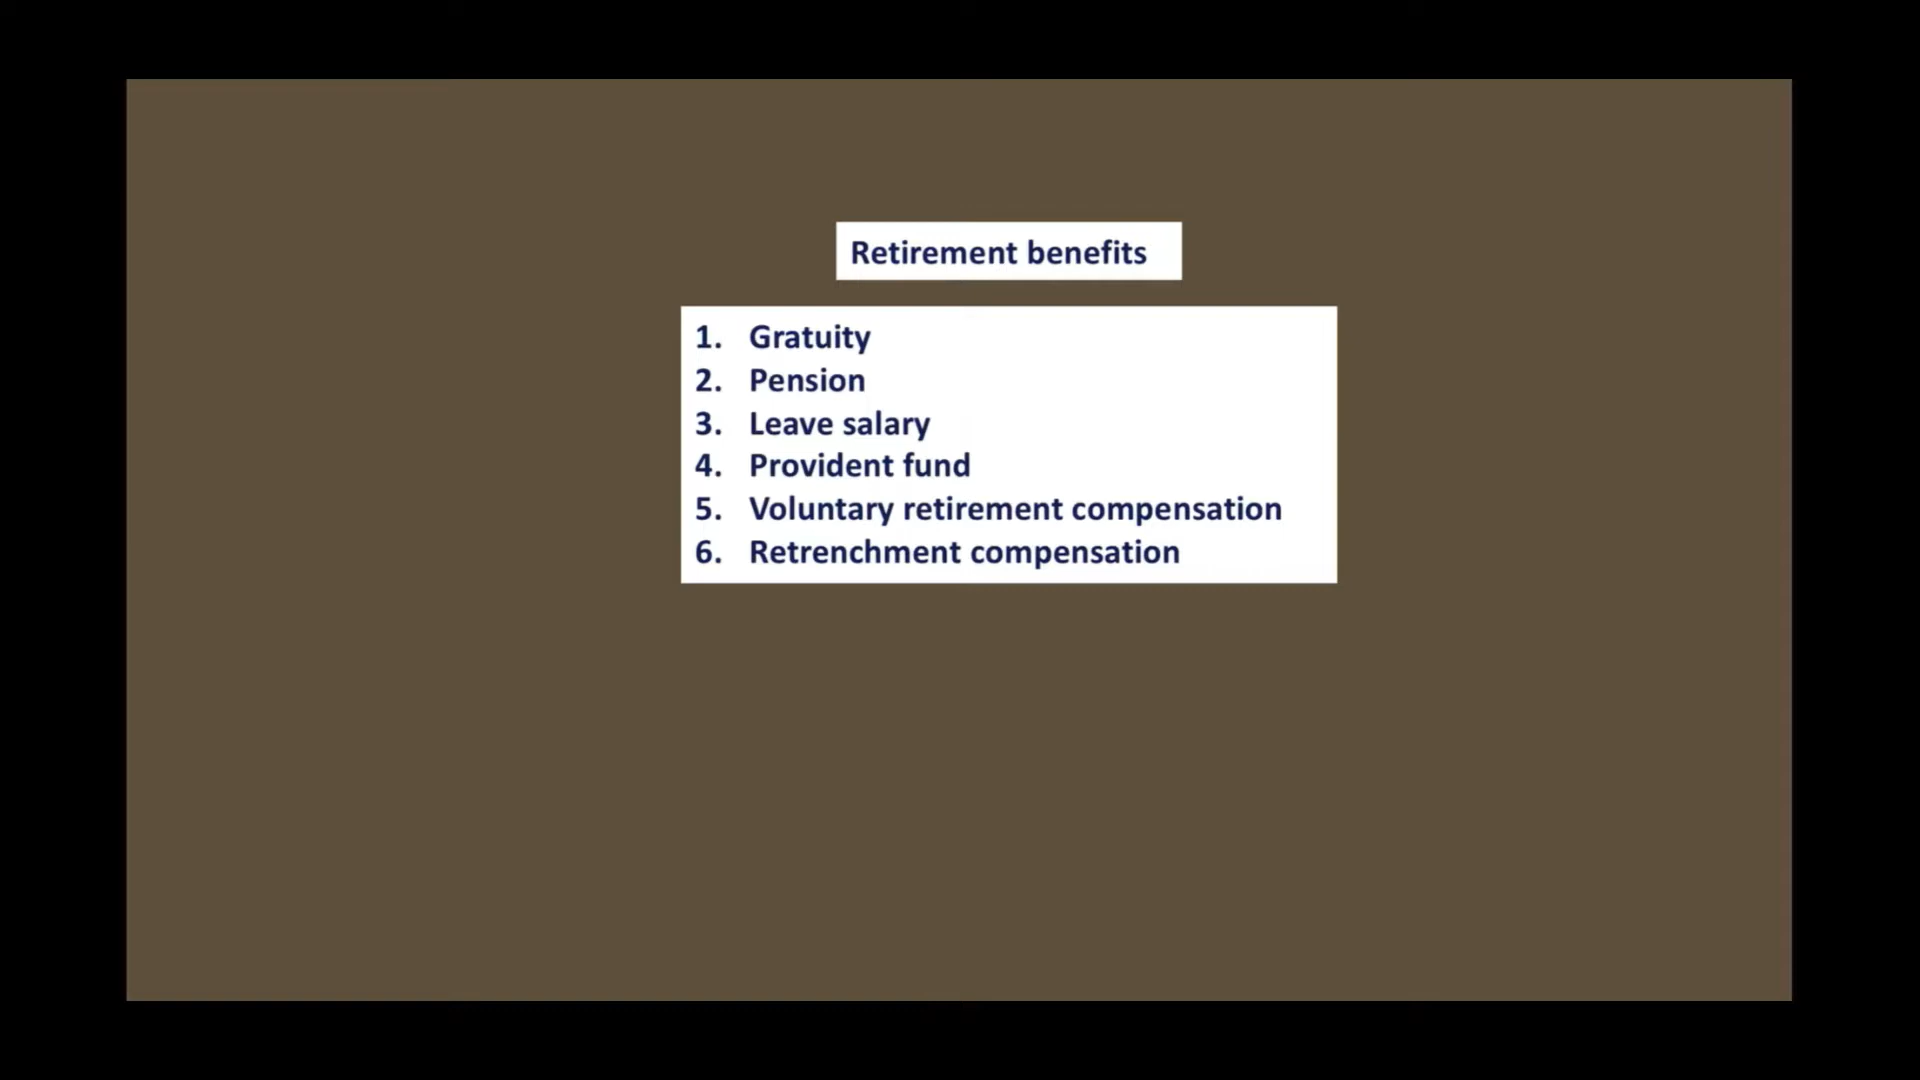 Retirement benefits
1. Gratuity
2. Pension
3. Leave salary
4. Provident fund
5. Voluntary retirement compensation
6. Retrenchment compensation